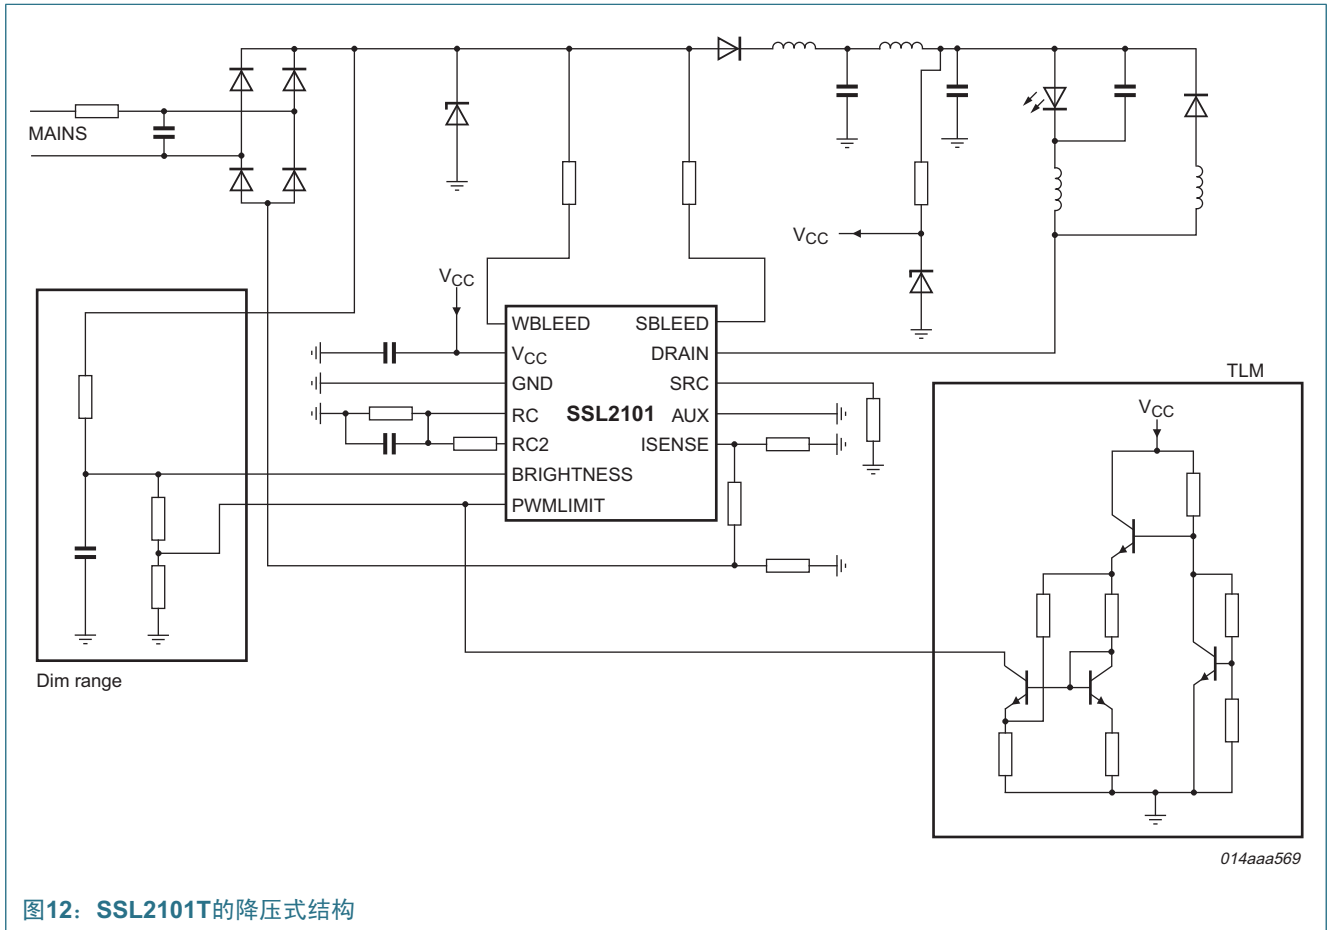 MAINS
VCC
VCC
WBLEED
SBLEED
VCC
DRAIN
GND
SRC
RC
SSL2101
AUX
RC2
ISENSE
BRIGHTNESS
PWMLIMIT
Dim range
TLM
VCC
014aaa569
图12：SSL2101T的降压式结构